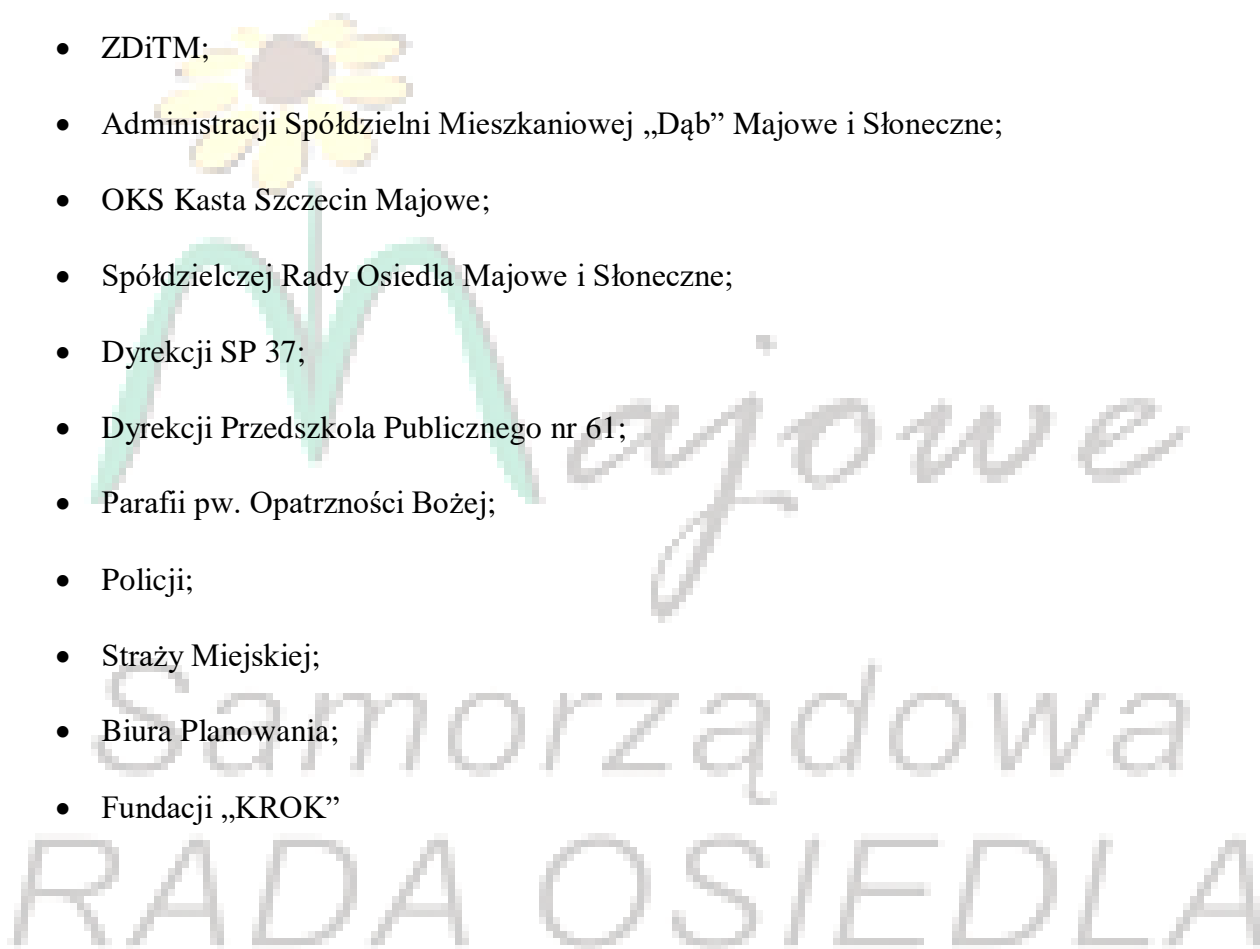 • ZDiTM;
• Administracji Spółdzielni Mieszkaniowej „Dąb” Majowe i Słoneczne;
• OKS Kasta Szczecin Majowe;
• Spółdzielczej Rady Osiedla Majowe i Słoneczne;
• Dyrekcji SP 37;
• Dyrekcji Przedszkola Publicznego nr 61;
• Parafii pw. Opatrzności Bożej;
• Policji;
• Straży Miejskiej;
• Biura Planowania;
• Fundacji „KROK”
Majowe
Samorządowa
RADA OSIEDLA